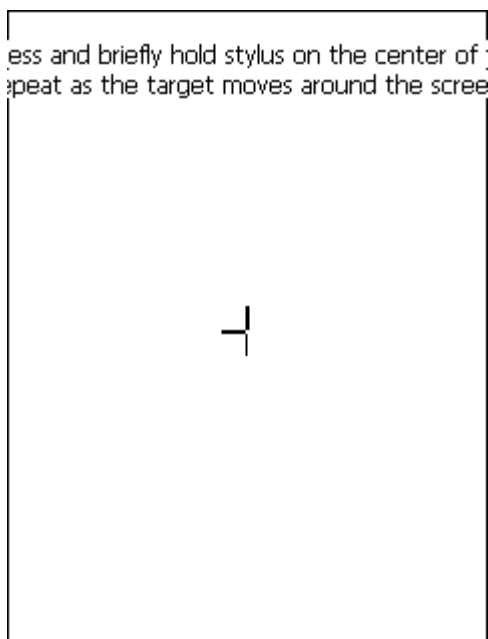 ess and briefly hold stylus on the center of
epeat as the target moves around the scree